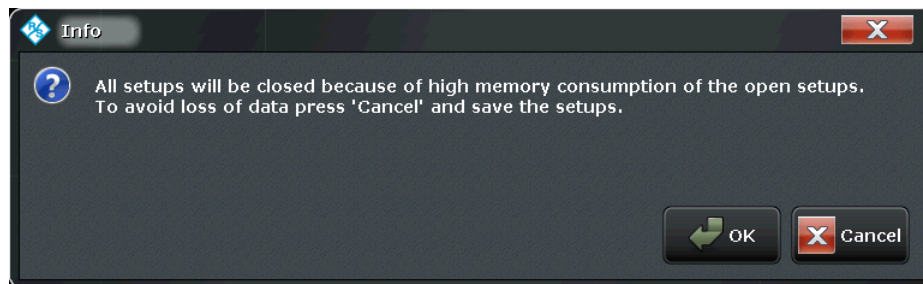 R&S
Info
All setups will be closed because of high memory consumption of the open setups.
To avoid loss of data press 'Cancel' and save the setups.
OK
Cancel